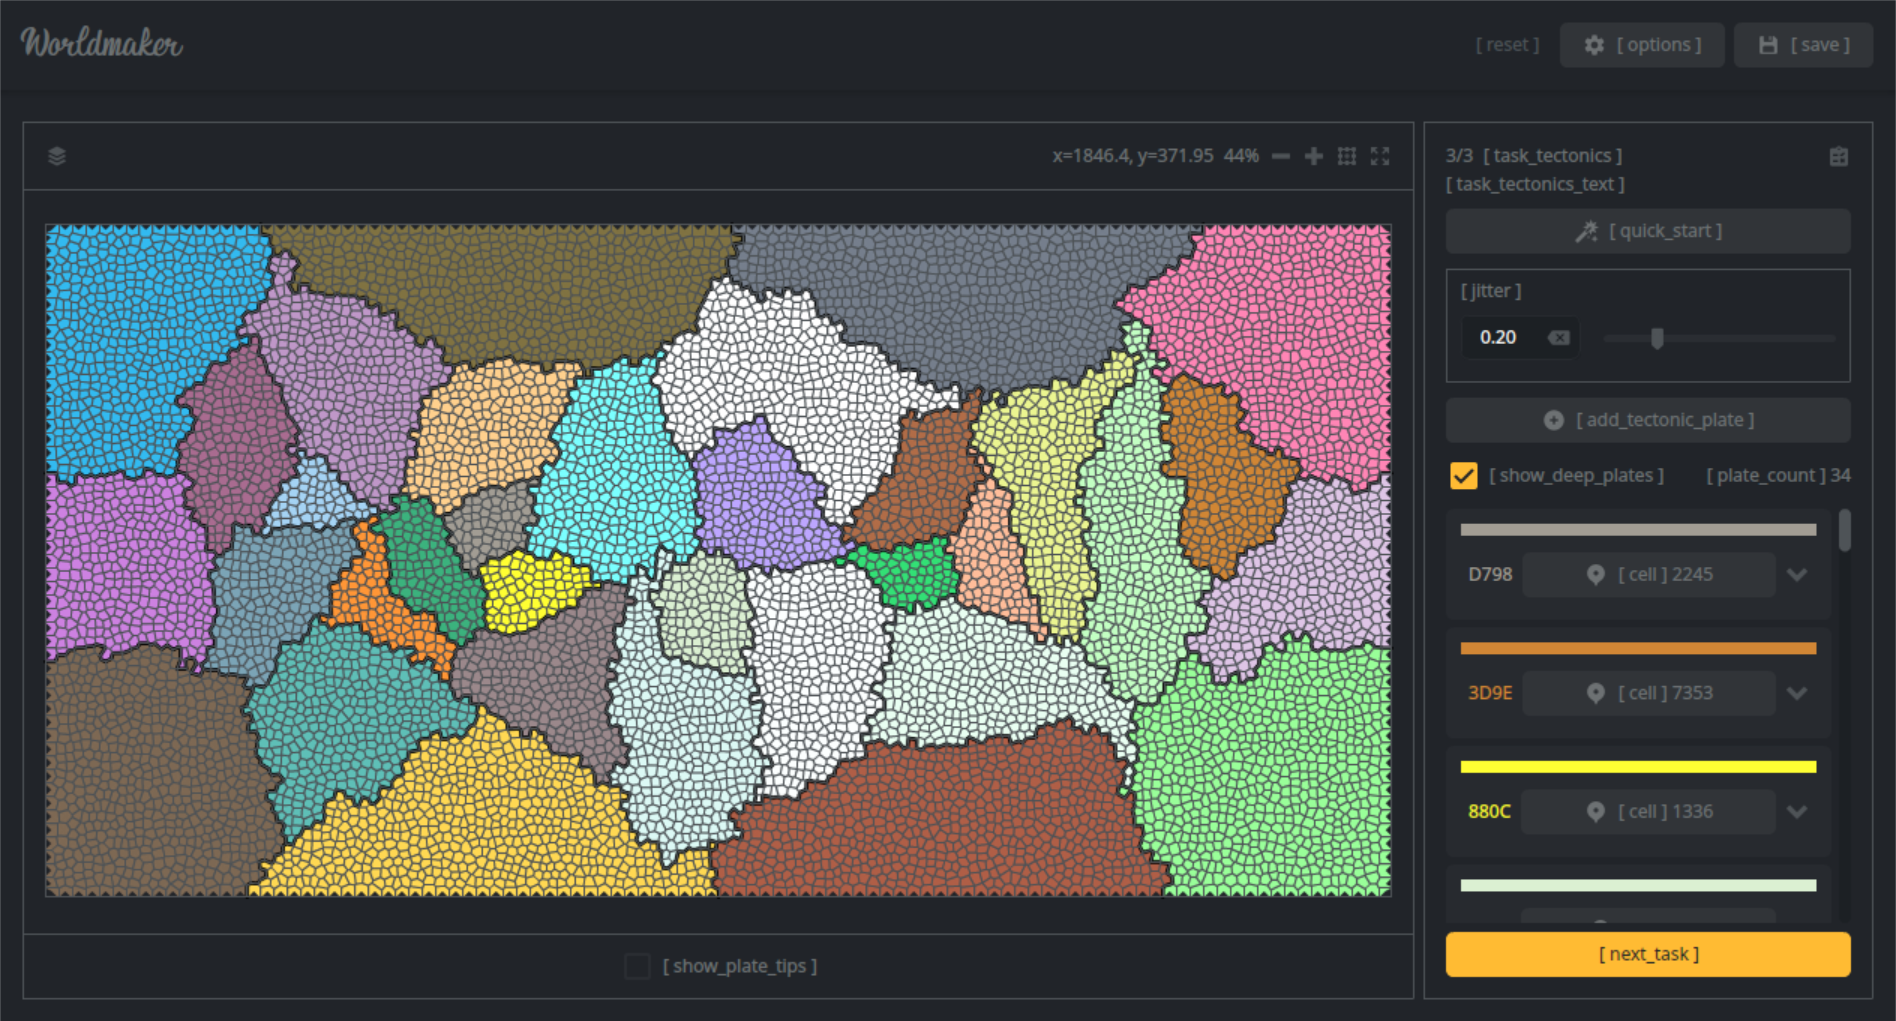 Worldmaker
[ reset ]
[ options ]
[ save ]
x=1846.4, y=371.95 44%
3/3 [ task_tectonics ]
[ task_tectonics_text ]
[ quick_start ]
[ jitter ]
0.20
[ add_tectonic_plate ]
[ show_deep_plates ]
[ plate_count ] 34
D798
[ cell ] 2245
3D9E
[ cell ] 7353
880C
[ cell ] 1336
[ show_plate_tips ]
[ next_task ]